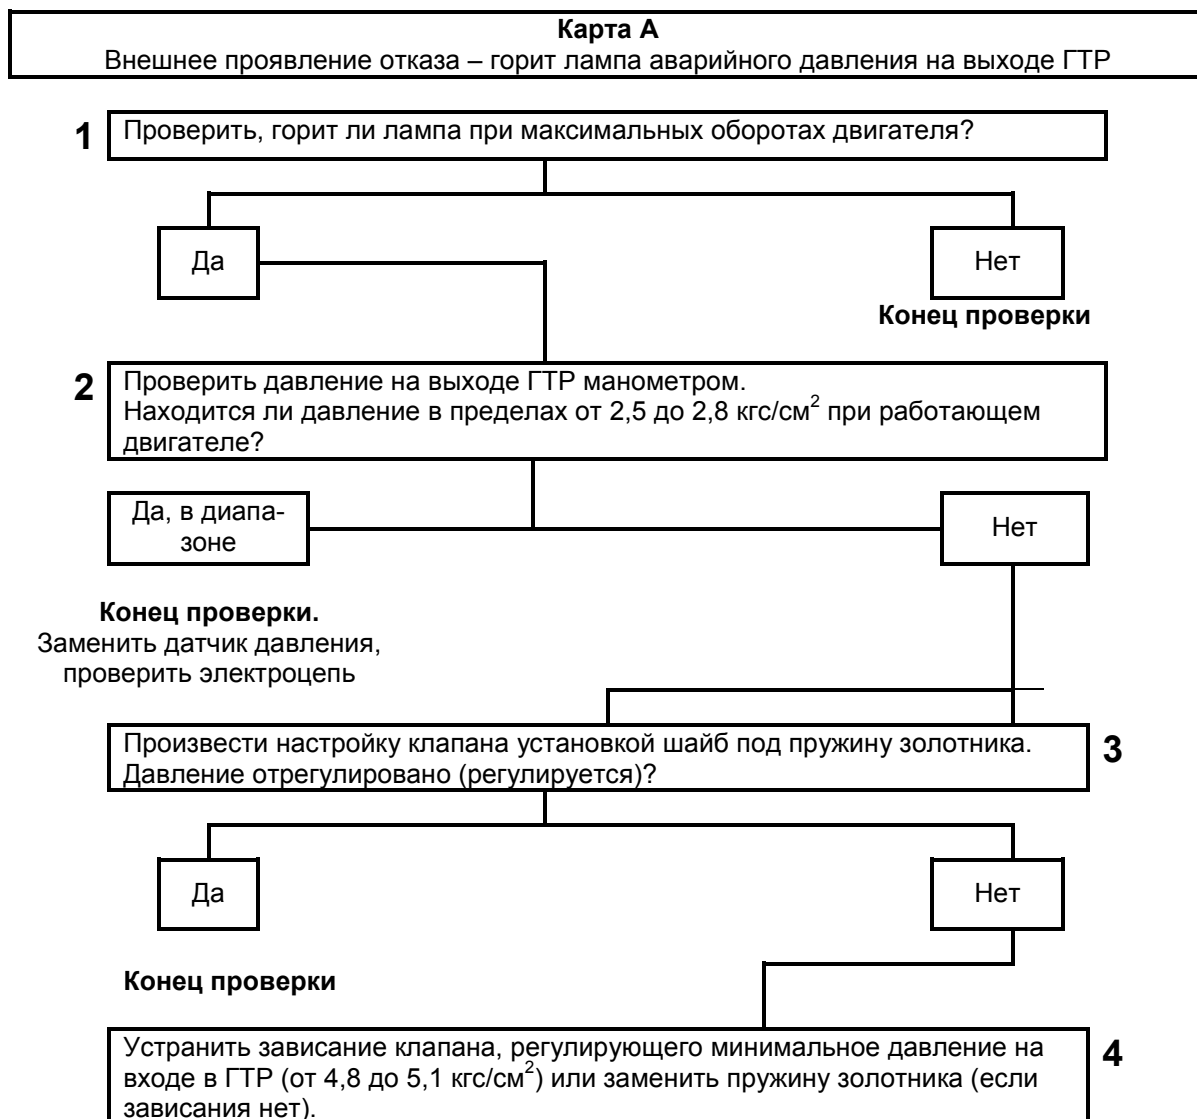 Карта А
Внешнее проявление отказа – горит лампа аварийного давления на выходе ГТР
1
Проверить, горит ли лампа при максимальных оборотах двигателя?
Да
Нет
Конец проверки
2
Проверить давление на выходе ГТР манометром.
Находится ли давление в пределах от 2,5 до 2,8 кгс/см² при работающем
двигателе?
Да, в диапа-
зоне
Нет
Конец проверки.
Заменить датчик давления,
проверить электроцепь
Произвести настройку клапана установкой шайб под пружину золотника.
Давление отрегулировано (регулируется)?
3
Да
Нет
Конец проверки
Устранить зависание клапана, регулирующего минимальное давление на
входе в ГТР (от 4,8 до 5,1 кгс/см²) или заменить пружину золотника (если
зависания нет).
4